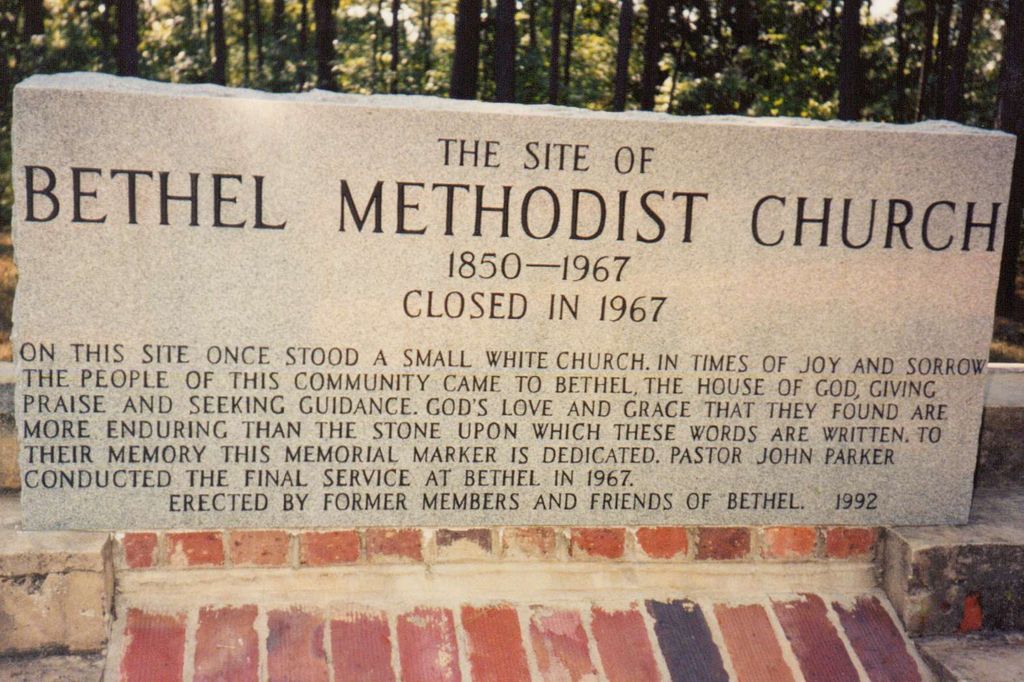 THE SITE OF
BETHEL METHODIST CHURCH
1850—1967
CLOSED IN 1967
ON THIS SITE ONCE STOOD A SMALL WHITE CHURCH. IN TIMES OF JOY AND SORROW
THE PEOPLE OF THIS COMMUNITY CAME TO BETHEL, THE HOUSE OF GOD, GIVING
PRAISE AND SEEKING GUIDANCE. GOD'S LOVE AND GRACE THAT THEY FOUND ARE
MORE ENDURING THAN THE STONE UPON WHICH THESE WORDS ARE WRITTEN. TO
THEIR MEMORY THIS MEMORIAL MARKER IS DEDICATED. PASTOR JOHN PARKER
CONDUCTED THE FINAL SERVICE AT BETHEL IN 1967.
ERECTED BY FORMER MEMBERS AND FRIENDS OF BETHEL. 1992